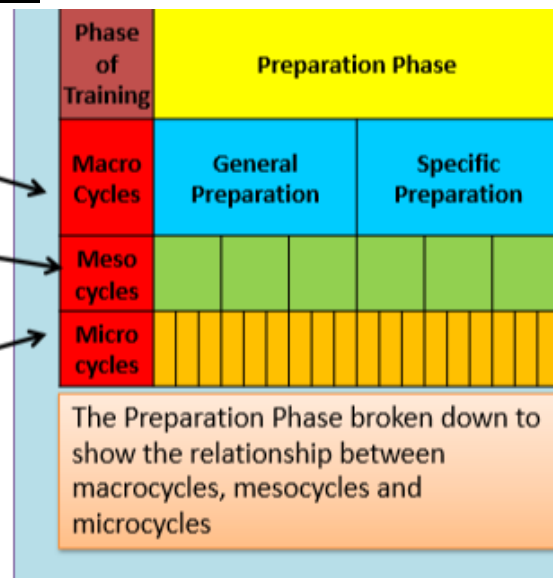 Phase
of
Training
Preparation Phase
Macro
Cycles
General
Preparation
Specific
Preparation
Meso
cycles
Micro
cycles
The Preparation Phase broken down to
show the relationship between
macrocycles, mesocycles and
microcycles